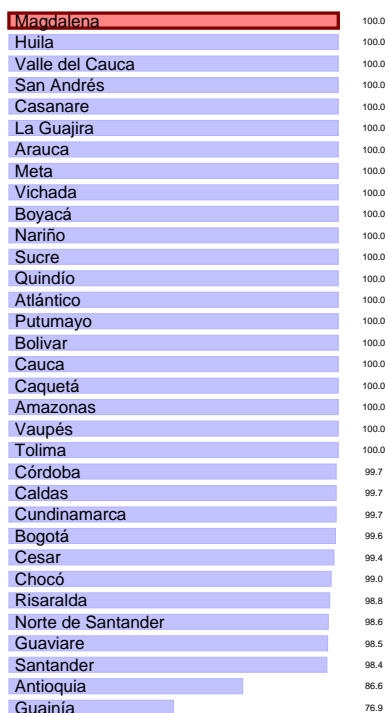 Magdalena 100.0
Huila 100.0
Valle del Cauca 100.0
San Andrés 100.0
Casanare 100.0
La Guajira 100.0
Arauca 100.0
Meta 100.0
Vichada 100.0
Boyacá 100.0
Nariño 100.0
Sucre 100.0
Quindío 100.0
Atlántico 100.0
Putumayo 100.0
Bolivar 100.0
Cauca 100.0
Caquetá 100.0
Amazonas 100.0
Vaupés 100.0
Tolima 100.0
Córdoba 99.7
Caldas 99.7
Cundinamarca 99.7
Bogotá 99.6
Cesar 99.4
Chocó 99.0
Risaralda 98.8
Norte de Santander 98.6
Guaviare 98.5
Santander 98.4
Antioquia 86.6
Guainía 76.9